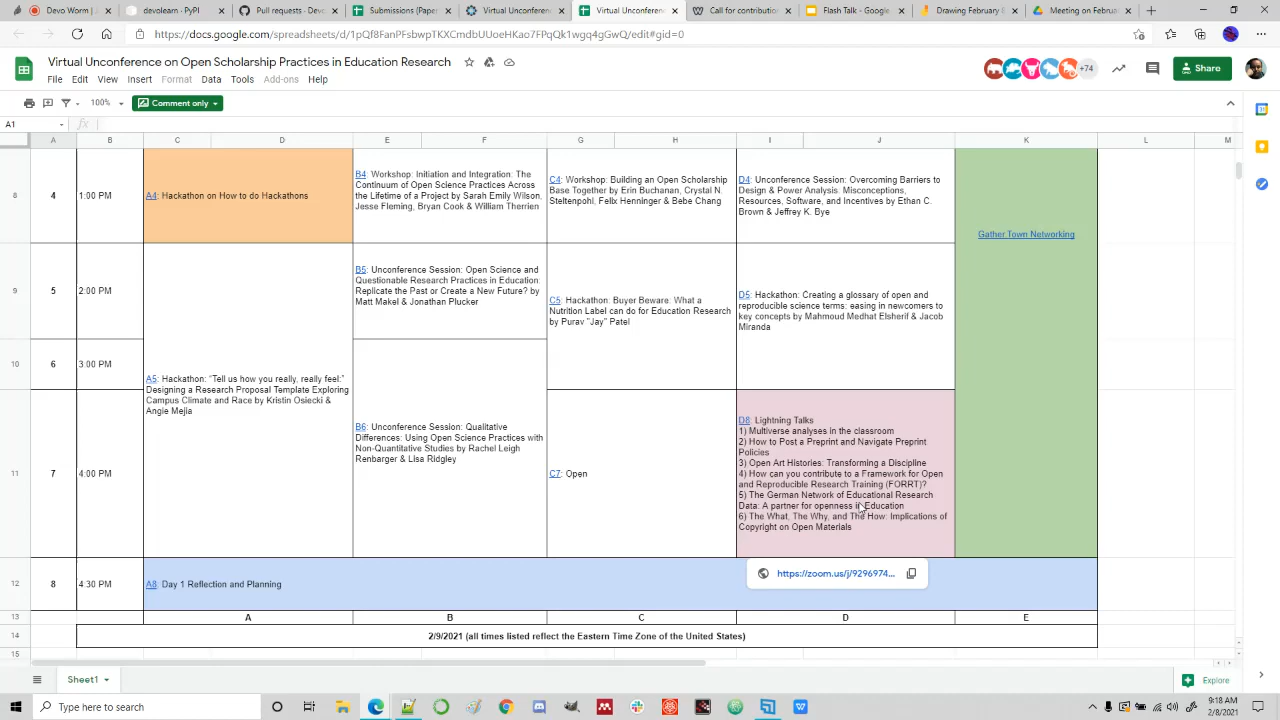 Devo Worm
Pull requests - Devo
Submissions (Paper
Virtual Unconferen
Virtual Unconferenc
Call for contribution
Flash Talk - Google
Drawing February
Meeting on Februar
https://docs.google.com/spreadsheets/d/1pQf8FanPFsbwpTKXCmdbUUoeHKao7FPqQk1wgq4gGwQ/edit#gid=0
Virtual Unconference on Open Scholarship Practices in Education Research
+74
Share
File Edit View Insert Format Data Tools Add-ons Help
100% Comment only
A1 fx
A B C D E F G H I J K L M
8
4
1:00 PM
A4: Hackathon on How to do Hackathons
B4: Workshop: Initiation and Integration: The
Continuum of Open Science Practices Across
the Lifetime of a Project by Sarah Emily Wilson,
Jesse Fleming, Bryan Cook & William Therrien
C4: Workshop: Building an Open Scholarship
Base Together by Erin Buchanan, Crystal N.
Steltenpohl, Felix Henninger & Bebe Chang
D4: Unconference Session: Overcoming Barriers to
Design & Power Analysis: Misconceptions,
Resources, Software, and Incentives by Ethan C.
Brown & Jeffrey K. Bye
Gather Town Networking
9
5
2:00 PM
B5: Unconference Session: Open Science and
Questionable Research Practices in Education:
Replicate the Past or Create a New Future? by
Matt Makel & Jonathan Plucker
C5: Hackathon: Buyer Beware: What a
Nutrition Label can do for Education Research
by Purav "Jay" Patel
D5: Hackathon: Creating a glossary of open and
reproducible science terms: easing in newcomers to
key concepts by Mahmoud Medhat Elsherif & Jacob
Miranda
10
6
3:00 PM
A5: Hackathon: "Tell us how you really, really feel:"
Designing a Research Proposal Template Exploring
Campus Climate and Race by Kristin Osiecki &
Angie Mejia
B6: Unconference Session: Qualitative
Differences: Using Open Science Practices with
Non-Quantitative Studies by Rachel Leigh
Renbarger & Lisa Ridgley
11
7
4:00 PM
C7: Open
D8: Lightning Talks
1) Multiverse analyses in the classroom
2) How to Post a Preprint and Navigate Preprint
Policies
3) Open Art Histories: Transforming a Discipline
4) How can you contribute to a Framework for Open
and Reproducible Research Training (FORRT)?
5) The German Network of Educational Research
Data: A partner for openness in Education
6) The What, The Why, and The How: Implications of
Copyright on Open Materials
https://zoom.us/j/9296974...
12
8
4:30 PM
A8: Day 1 Reflection and Planning
13
A B C D E
14
2/9/2021 (all times listed reflect the Eastern Time Zone of the United States)
15
Sheet1
Explore
Type here to search
9:18 AM
2/8/2021